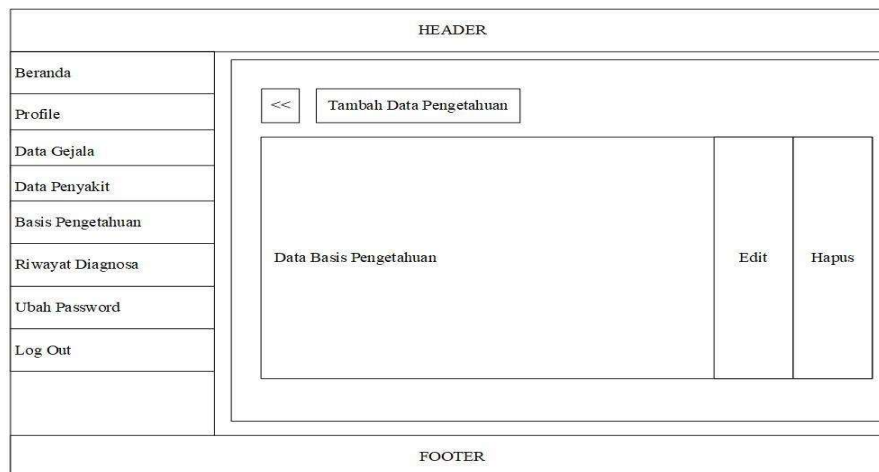 HEADER
Beranda
Profile
Data Gejala
Data Penyakit
Basis Pengetahuan
Riwayat Diagnosa
Ubah Password
Log Out
<< Tambah Data Pengetahuan
Data Basis Pengetahuan Edit Hapus
FOOTER